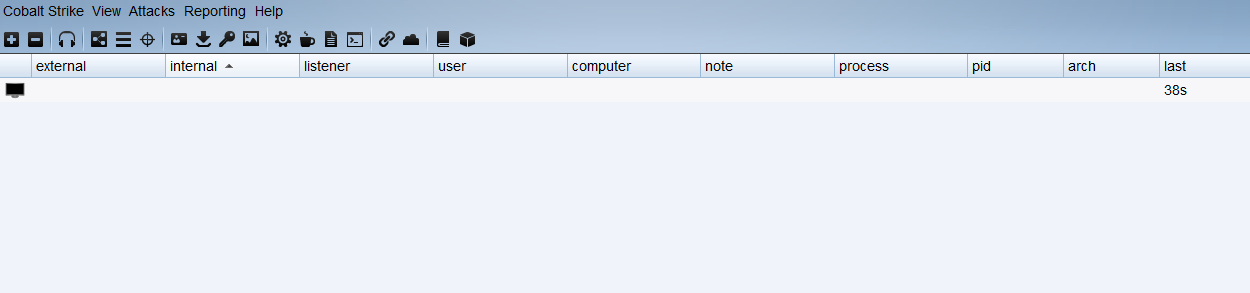 Cobalt Strike View Attacks Reporting Help
external internal listener user computer note process pid arch last
38s